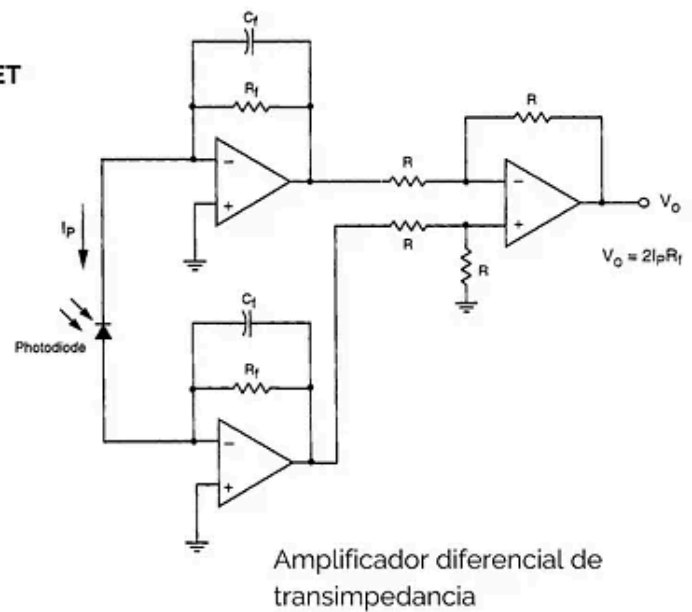 ET
Cf
Rf
−
+
IP
Photodiode
Cf
Rf
−
+
R
R
R
R
−
+
VO
VO = 2IPRf
Amplificador diferencial de
transimpedancia